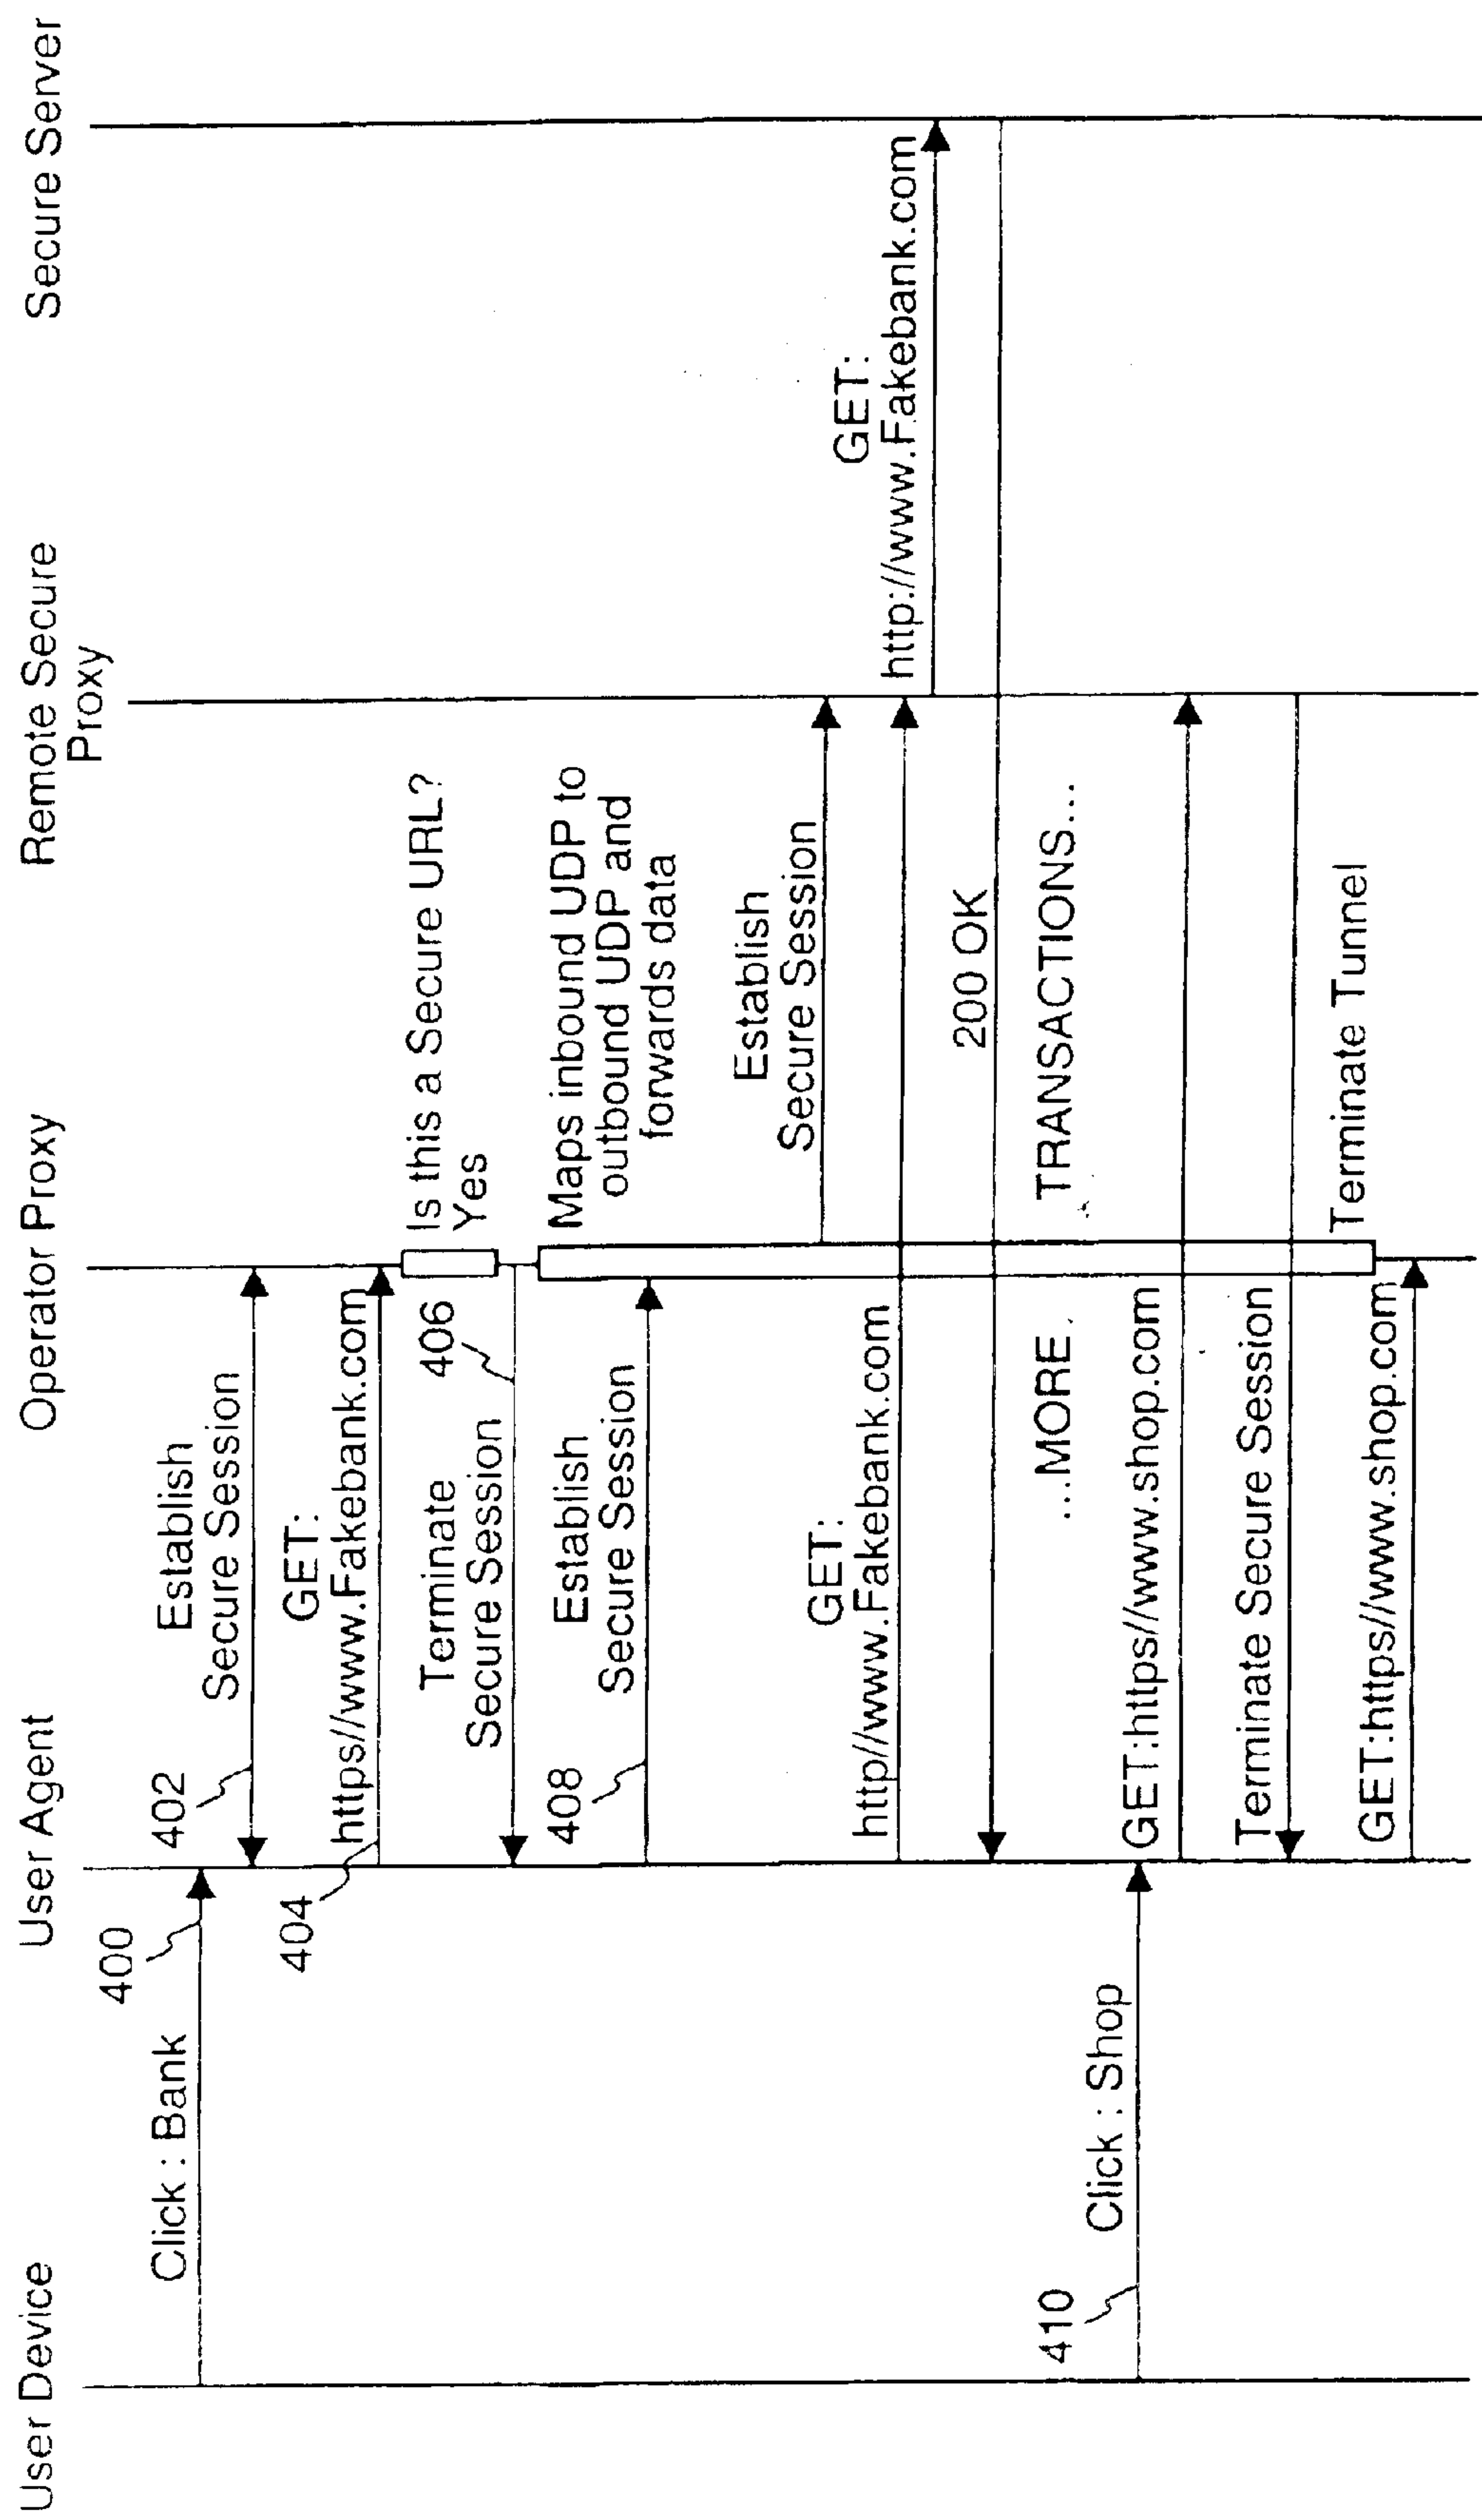 User Device
User Agent
Operator Proxy
Remote Secure
Proxy
Secure Server
Click : Bank
400
402
Establish
Secure Session
404
GET:
https//www.Fakebank.com
Is this a Secure URL?
Yes
Terminate
Secure Session
406
408
Establish
Secure Session
Maps inbound UDP to
outbound UDP and
forwards data
Establish
Secure Session
GET:
http//www.Fakebank.com
GET:
http://www.Fakebank.com
200 OK
...MORE
TRANSACTIONS...
410
Click : Shop
GET:https//www.shop.com
Terminate Secure Session
Terminate Tunnel
GET:https//www.shop.com